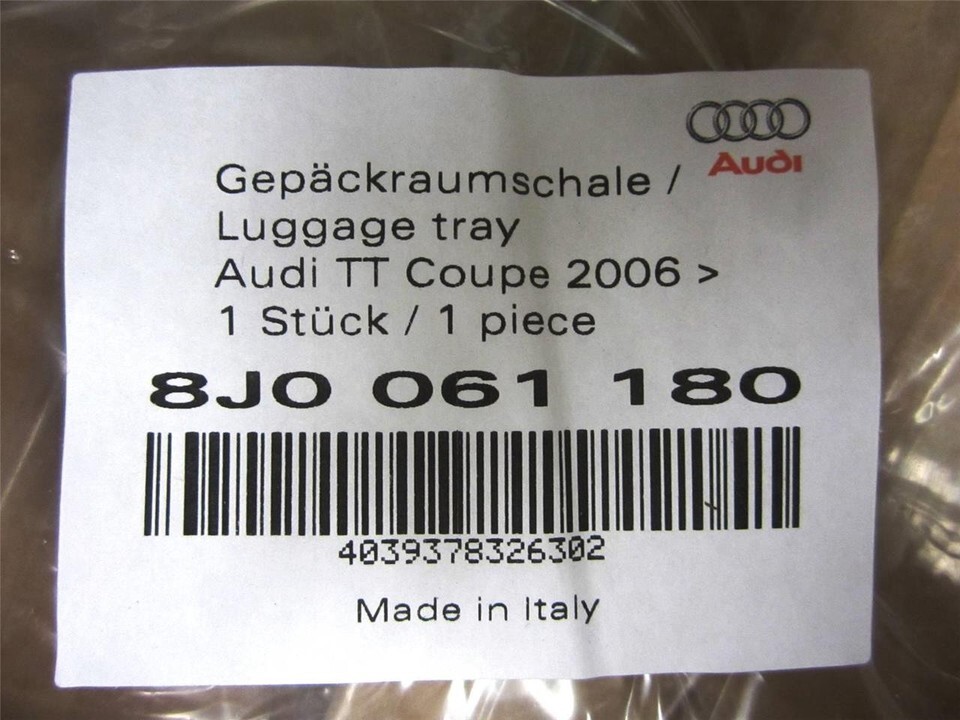 Audi
Gepäckraumschale /
Luggage tray
Audi TT Coupe 2006 >
1 Stück / 1 piece
8J0 061 180
4039378326302
Made in Italy